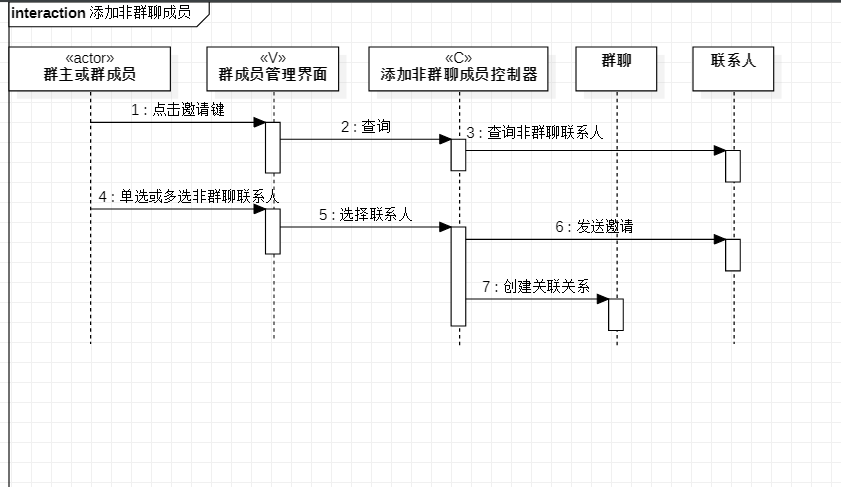 interaction 添加非群聊成员
«actor»
群主或群成员
«V»
群成员管理界面
«C»
添加非群聊成员控制器
群聊
联系人
1 : 点击邀请键
2 : 查询
3 : 查询非群聊联系人
4 : 单选或多选非群聊联系人
5 : 选择联系人
6 : 发送邀请
7 : 创建关联关系